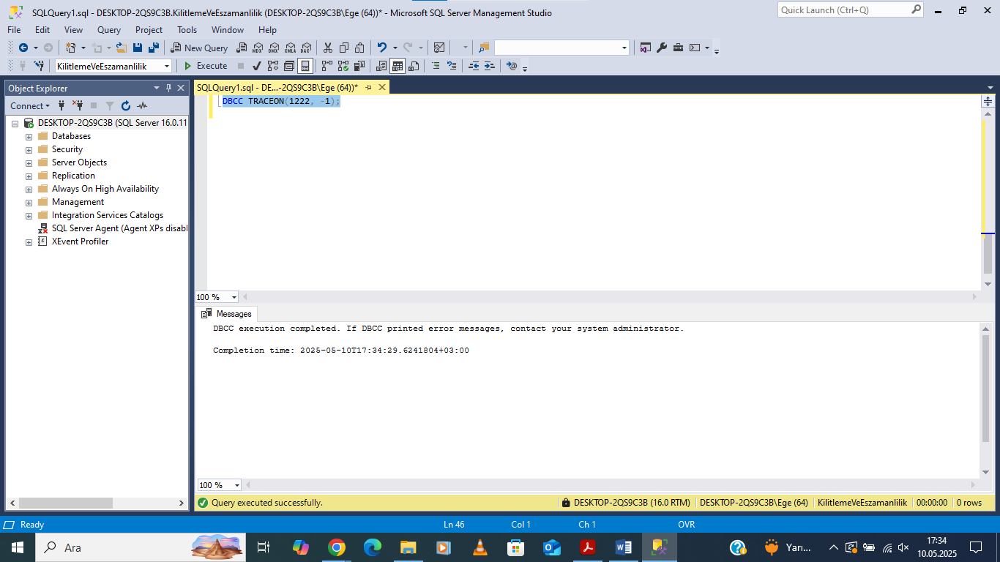 SQLQuery1.sql - DESKTOP-2QS9C3B.KilitlemeVeEszamanlilik (DESKTOP-2QS9C3B\Ege (64))* - Microsoft SQL Server Management Studio
Quick Launch (Ctrl+Q)
File Edit View Query Project Tools Window Help
New Query
MDX DMX XMLA DAX
KilitlemeVeEszamanlilik Execute
Object Explorer
SQLQuery1.sql - DE...-2QS9C3B\Ege (64))*
Connect
DBCC TRACEON(1222, -1);
DESKTOP-2QS9C3B (SQL Server 16.0.11
Databases
Security
Server Objects
Replication
Always On High Availability
Management
Integration Services Catalogs
SQL Server Agent (Agent XPs disabl
XEvent Profiler
100 %
Messages
DBCC execution completed. If DBCC printed error messages, contact your system administrator.
Completion time: 2025-05-10T17:34:29.6241804+03:00
100 %
Query executed successfully.
DESKTOP-2QS9C3B (16.0 RTM) DESKTOP-2QS9C3B\Ege (64) KilitlemeVeEszamanlilik 00:00:00 0 rows
Ready Ln 46 Col 1 Ch 1 OVR
Ara
Yarı...
17:34
10.05.2025